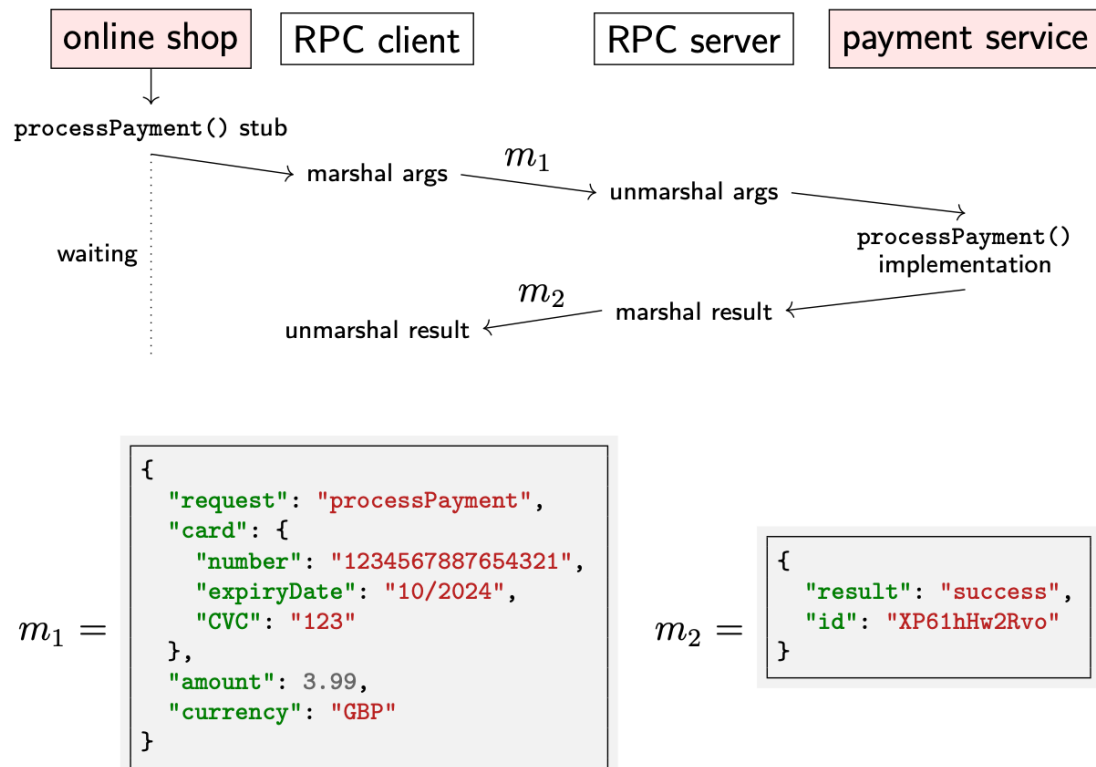 online shop
RPC client
RPC server
payment service
processPayment() stub
marshal args
m1
unmarshal args
waiting
processPayment()
implementation
m2
marshal result
unmarshal result
m1 =
{
"request": "processPayment",
"card": {
"number": "1234567887654321",
"expiryDate": "10/2024",
"CVC": "123"
},
"amount": 3.99,
"currency": "GBP"
}
m2 =
{
"result": "success",
"id": "XP61hHw2Rvo"
}